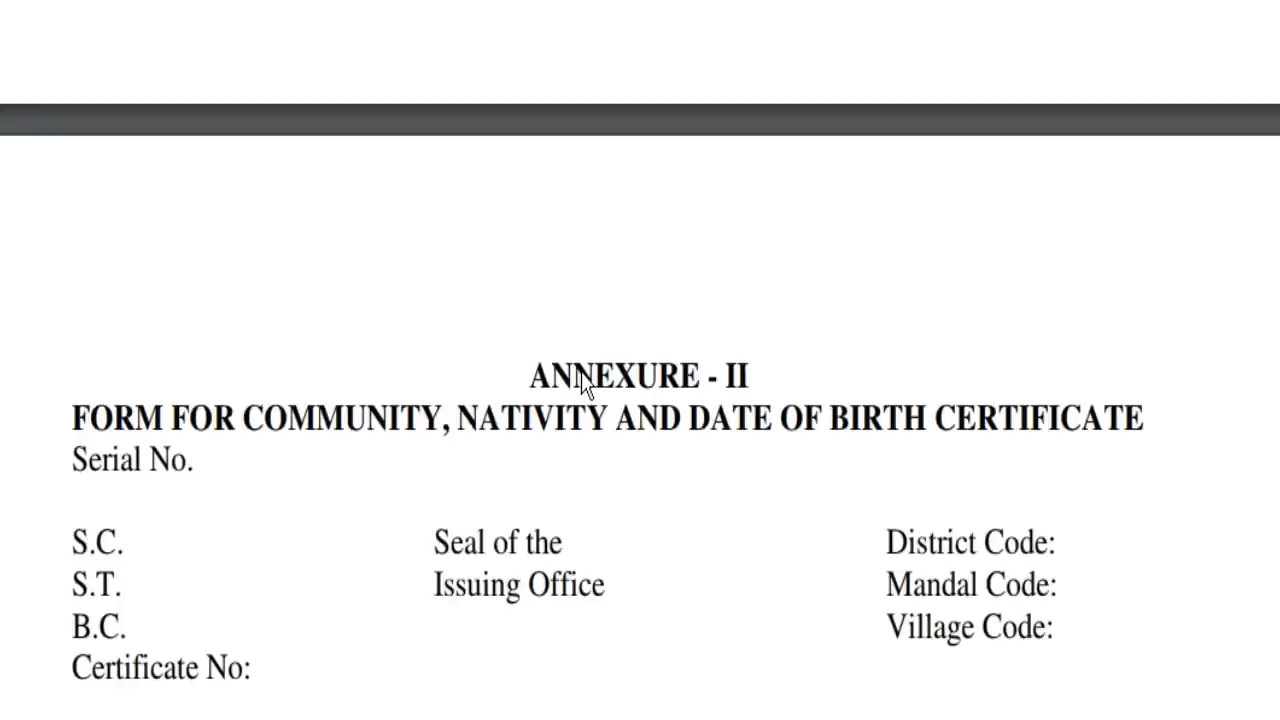 ANNEXURE - II
FORM FOR COMMUNITY, NATIVITY AND DATE OF BIRTH CERTIFICATE
Serial No.
S.C. Seal of the District Code:
S.T. Issuing Office Mandal Code:
B.C. Village Code:
Certificate No: